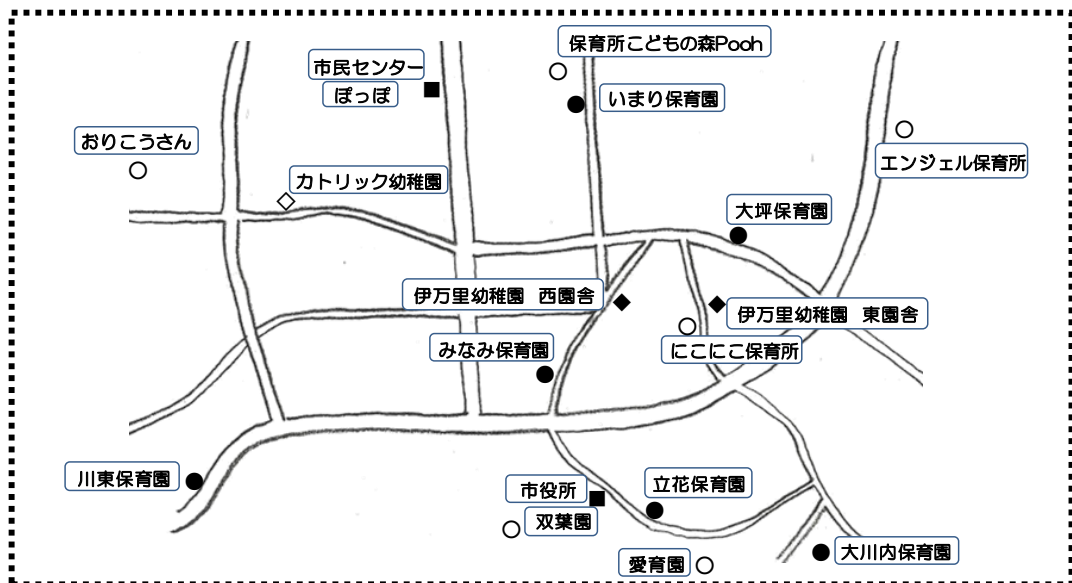 保育所こどもの森Pooh
市民センター
ぽっぽ
いまり保育園
おりこうさん
エンジェル保育所
カトリック幼稚園
大坪保育園
伊万里幼稚園 西園舎
伊万里幼稚園 東園舎
みなみ保育園
にこにこ保育所
川東保育園
市役所
立花保育園
双葉園
大川内保育園
愛育園